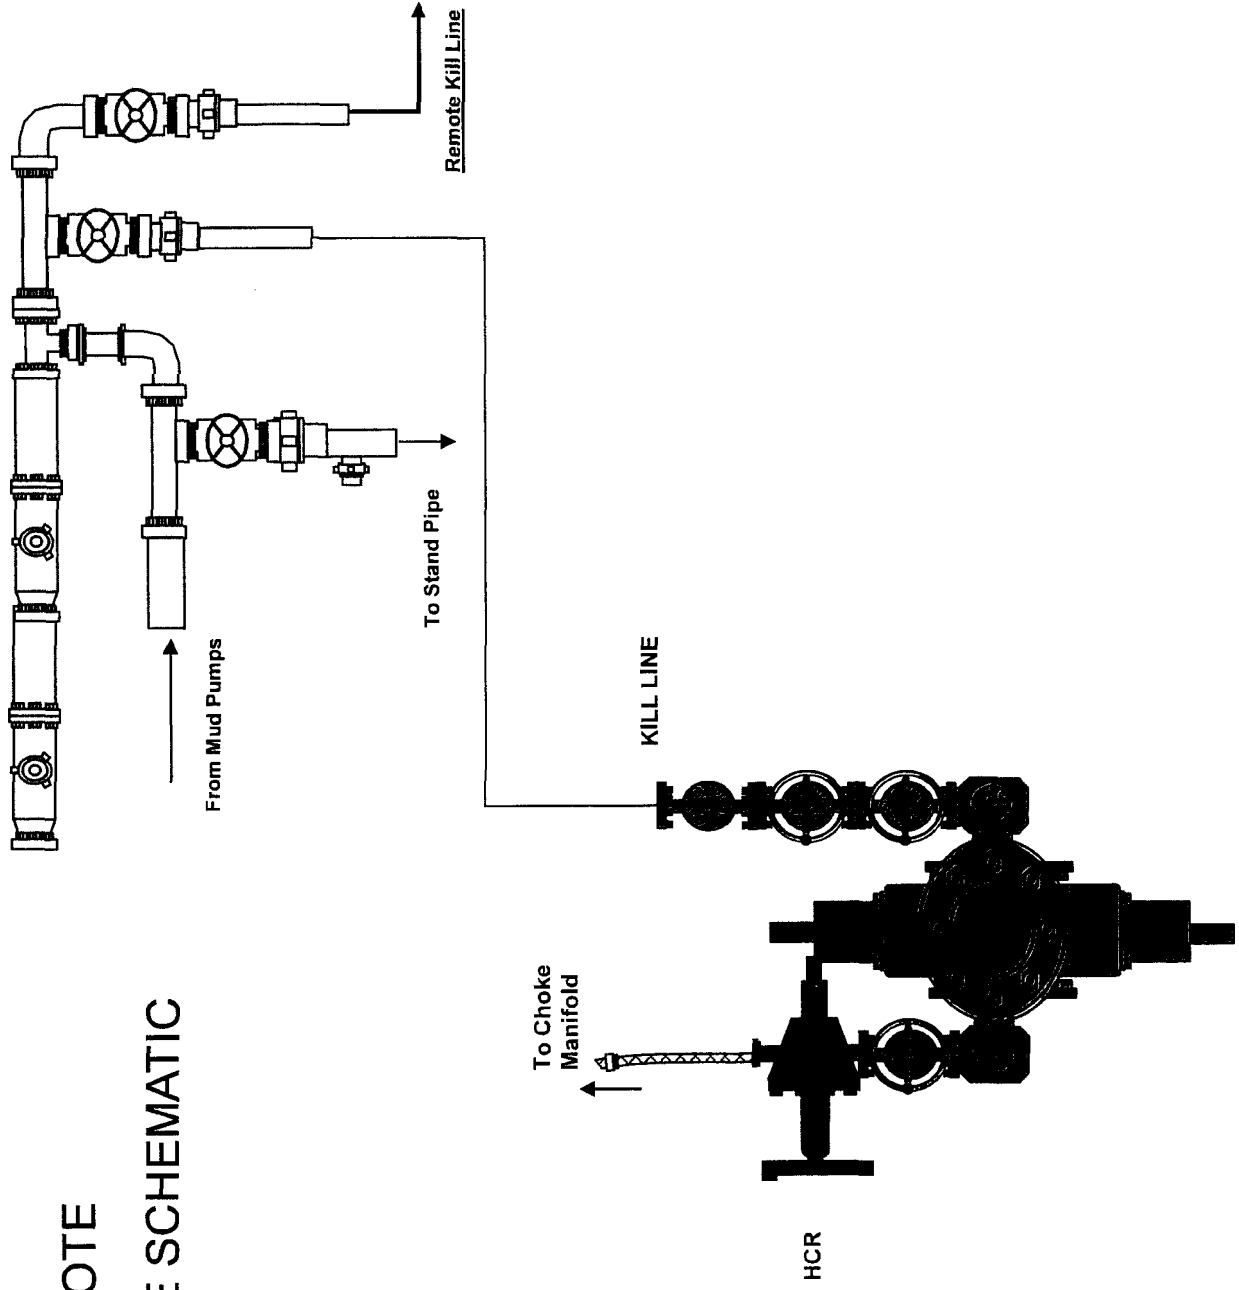 OTE
E SCHEMATIC
Remote Kill Line
To Stand Pipe
From Mud Pumps
KILL LINE
To Choke
Manifold
HCR